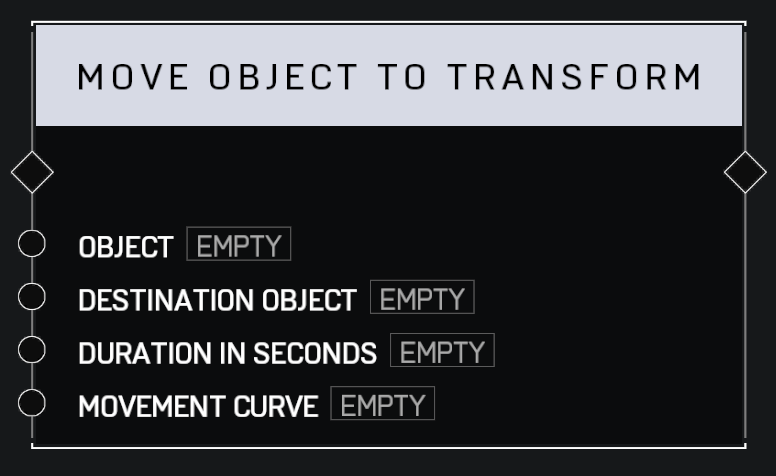 MOVE OBJECT TO TRANSFORM
OBJECT EMPTY
DESTINATION OBJECT EMPTY
DURATION IN SECONDS EMPTY
MOVEMENT CURVE EMPTY